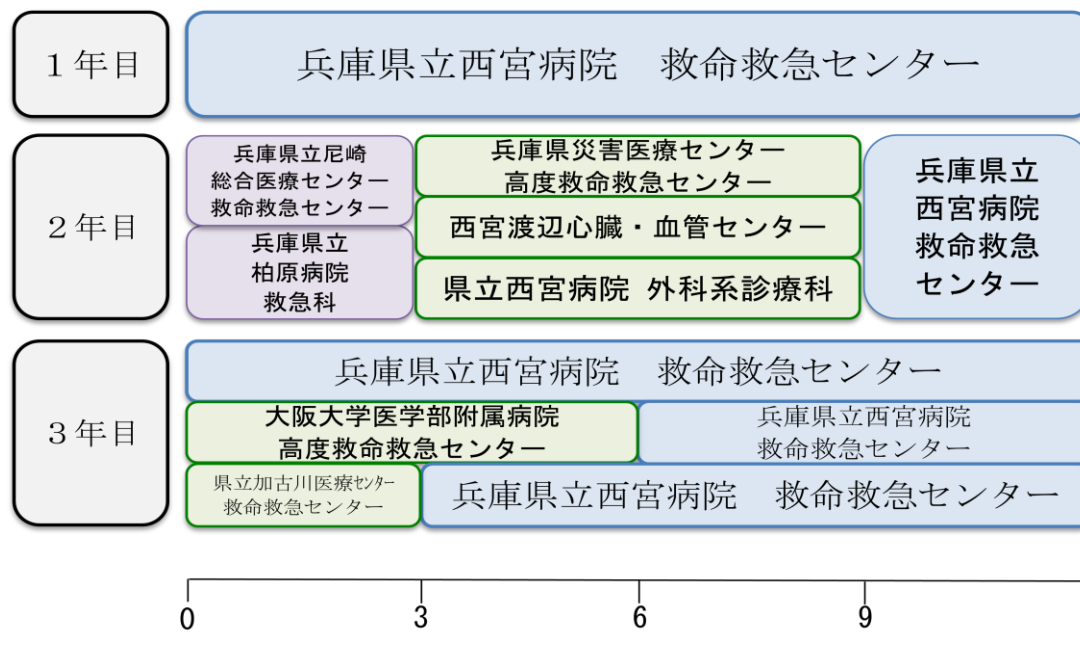 1年目
兵庫県立西宮病院　救命救急センター
2年目
兵庫県立尼崎
総合医療センター
救命救急センター
兵庫県立
柏原病院
救急科
兵庫県災害医療センター
高度救命救急センター
西宮渡辺心臓・血管センター
県立西宮病院 外科系診療科
兵庫県立
西宮病院
救命救急
センター
3年目
兵庫県立西宮病院　救命救急センター
大阪大学医学部附属病院
高度救命救急センター
兵庫県立西宮病院
救命救急センター
県立加古川医療ｾﾝﾀｰ
救命救急センター
兵庫県立西宮病院　救命救急センター
0
3
6
9